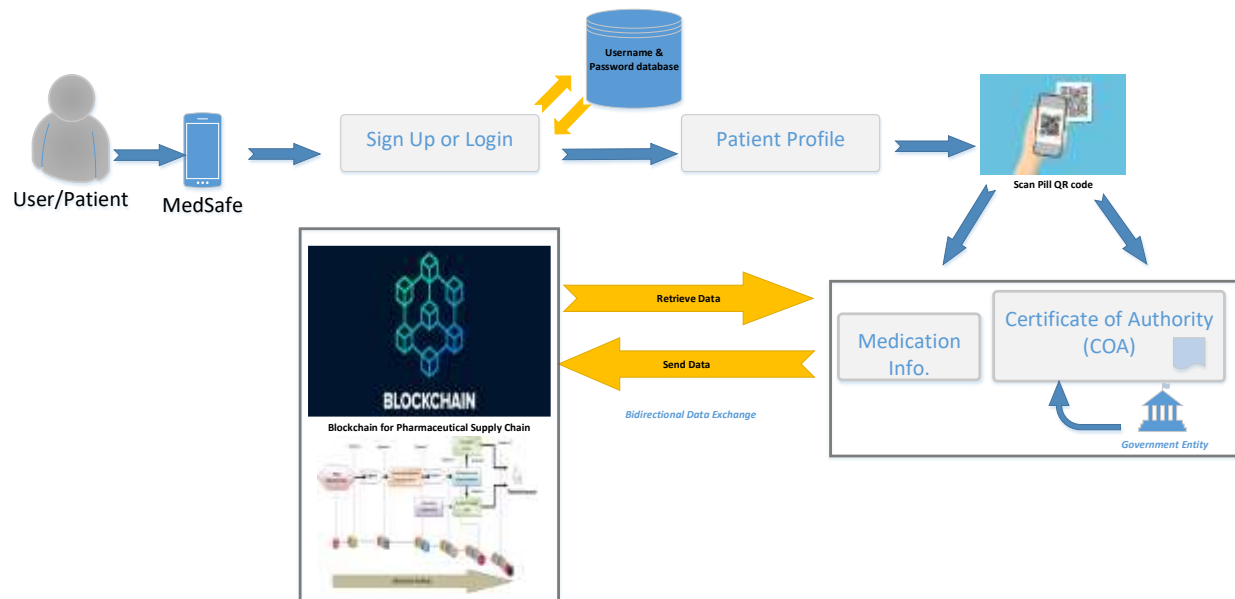 Username &
Password database
Sign Up or Login
Patient Profile
User/Patient
MedSafe
Scan Pill QR code
BLOCKCHAIN
Blockchain for Pharmaceutical Supply Chain
Retrieve Data
Send Data
Bidirectional Data Exchange
Medication
Info.
Certificate of Authority
(COA)
Government Entity